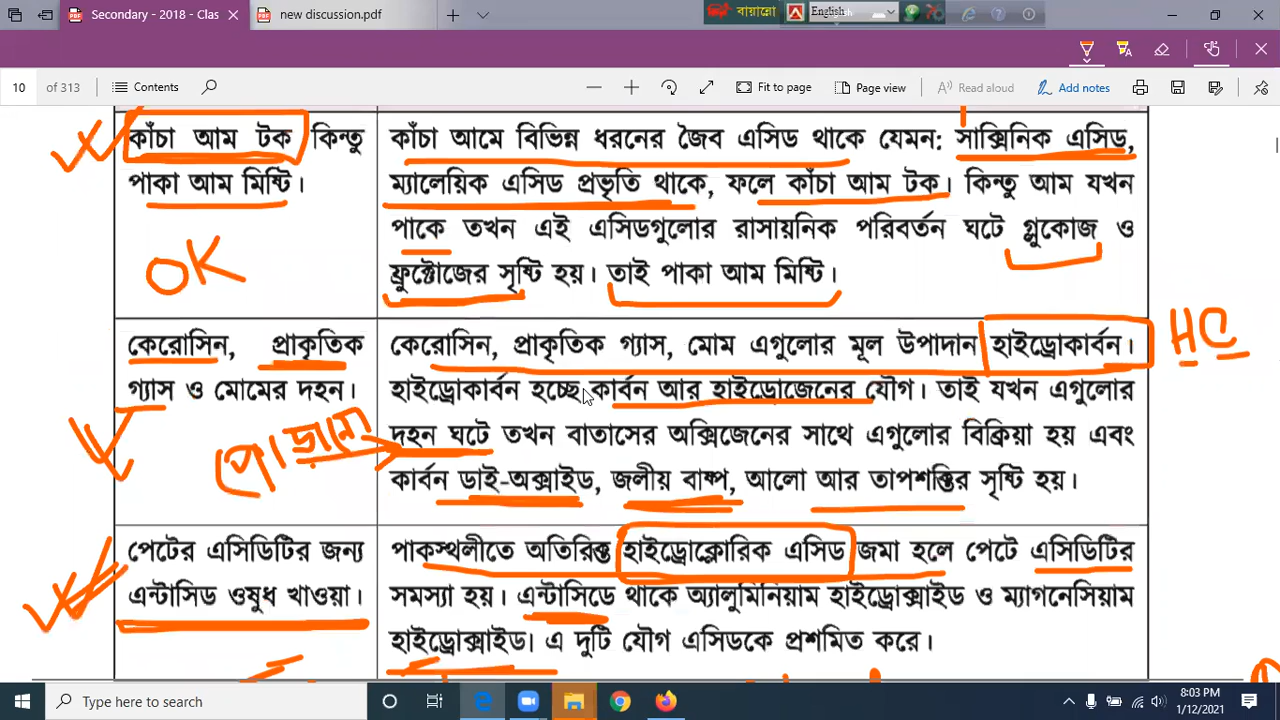 Secondary - 2018 - Clas
new discussion.pdf
বায়ান্নো
English
10 of 313
Contents
Fit to page
Page view
Read aloud
Add notes
কাঁচা আম টক কিন্তু
পাকা আম মিষ্টি।
OK
কাঁচা আমে বিভিন্ন ধরনের জৈব এসিড থাকে যেমন: সাক্সিনিক এসিড,
ম্যালেয়িক এসিড প্রভৃতি থাকে, ফলে কাঁচা আম টক। কিন্তু আম যখন
পাকে তখন এই এসিডগুলোর রাসায়নিক পরিবর্তন ঘটে গ্লুকোজ ও
ফ্রুক্টোজের সৃষ্টি হয়। তাই পাকা আম মিষ্টি।
কেরোসিন, প্রাকৃতিক
গ্যাস ও মোমের দহন।
কেরোসিন, প্রাকৃতিক গ্যাস, মোম এগুলোর মূল উপাদান হাইড্রোকার্বন।
HC
হাইড্রোকার্বন হচ্ছে কার্বন আর হাইড্রোজেনের যৌগ। তাই যখন এগুলোর
দহন ঘটে তখন বাতাসের অক্সিজেনের সাথে এগুলোর বিক্রিয়া হয় এবং
কার্বন ডাই-অক্সাইড, জলীয় বাষ্প, আলো আর তাপশক্তির সৃষ্টি হয়।
পোড়ানো
পেটের এসিডিটির জন্য
এন্টাসিড ওষুধ খাওয়া।
পাকস্থলীতে অতিরিক্ত হাইড্রোক্লোরিক এসিড জমা হলে পেটে এসিডিটির
সমস্যা হয়। এন্টাসিডে থাকে অ্যালুমিনিয়াম হাইড্রোক্সাইড ও ম্যাগনেসিয়াম
হাইড্রোক্সাইড। এ দুটি যৌগ এসিডকে প্রশমিত করে।
Type here to search
8:03 PM
1/12/2021